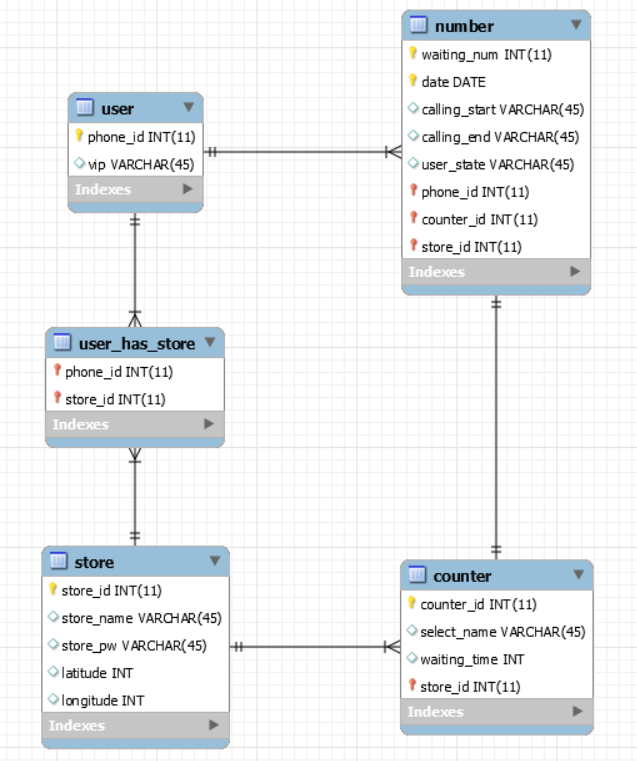 number
waiting_num INT(11)
date DATE
calling_start VARCHAR(45)
calling_end VARCHAR(45)
user_state VARCHAR(45)
phone_id INT(11)
counter_id INT(11)
store_id INT(11)
Indexes
user
phone_id INT(11)
vip VARCHAR(45)
Indexes
user_has_store
phone_id INT(11)
store_id INT(11)
Indexes
store
store_id INT(11)
store_name VARCHAR(45)
store_pw VARCHAR(45)
latitude INT
longitude INT
Indexes
counter
counter_id INT(11)
select_name VARCHAR(45)
waiting_time INT
store_id INT(11)
Indexes